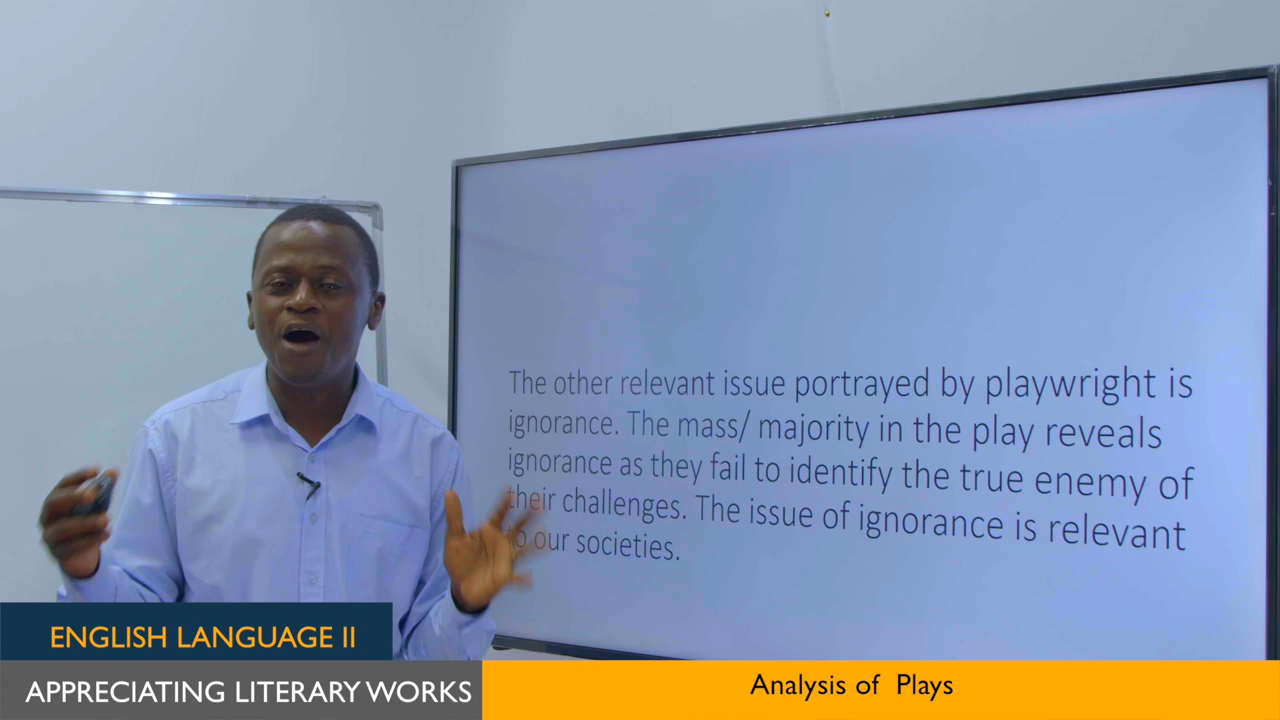 The other relevant issue portrayed by playwright is
ignorance. The mass/ majority in the play reveals
ignorance as they fail to identify the true enemy of
their challenges. The issue of ignorance is relevant
to our societies.
ENGLISH LANGUAGE II
APPRECIATING LITERARY WORKS
Analysis of Plays